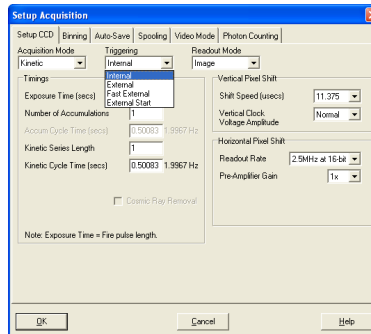 Setup Acquisition
Setup CCD Binning Auto-Save Spooling Video Mode Photon Counting
Acquisition Mode Triggering Readout Mode
Kinetic Internal Image
Internal
External
Fast External
External Start
Timings
Exposure Time (secs)
Number of Accumulations 1
Accum Cycle Time (secs) 0.50083 1.9967 Hz
Kinetic Series Length 1
Kinetic Cycle Time (secs) 0.50083 1.9967 Hz
Cosmic Ray Removal
Note: Exposure Time = Fire pulse length.
Vertical Pixel Shift
Shift Speed (usecs) 11.375
Vertical Clock
Voltage Amplitude Normal
Horizontal Pixel Shift
Readout Rate 2.5MHz at 16-bit
Pre-Amplifier Gain 1x
OK Cancel Help